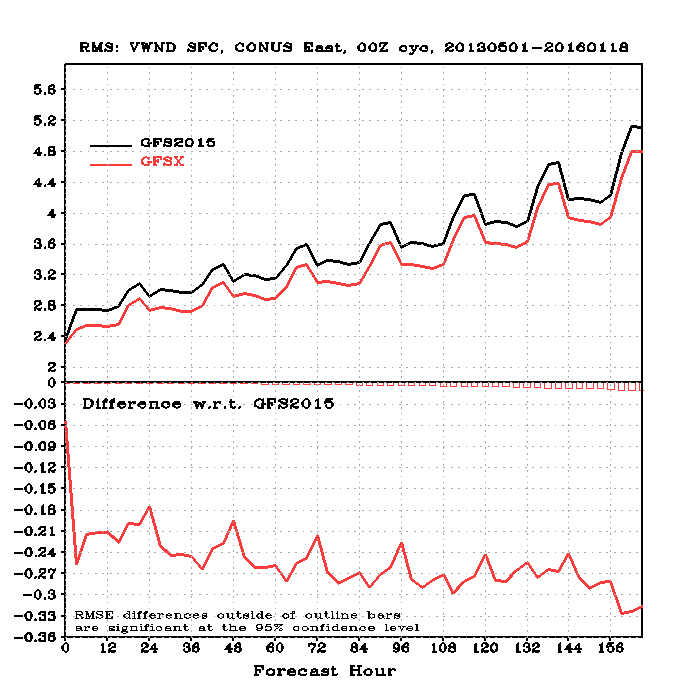 RMS: VWND SFC, CONUS East, 00Z cyc, 20130501-20160118
5.6
5.2
4.8
4.4
4
3.6
3.2
2.8
2.4
2
GFS2015
GFSX
0
-0.03
-0.06
-0.09
-0.12
-0.15
-0.18
-0.21
-0.24
-0.27
-0.3
-0.33
-0.36
Difference w.r.t. GFS2015
RMSE differences outside of outline bars
are significant at the 95% confidence level
0 12 24 36 48 60 72 84 96 108 120 132 144 156
Forecast Hour